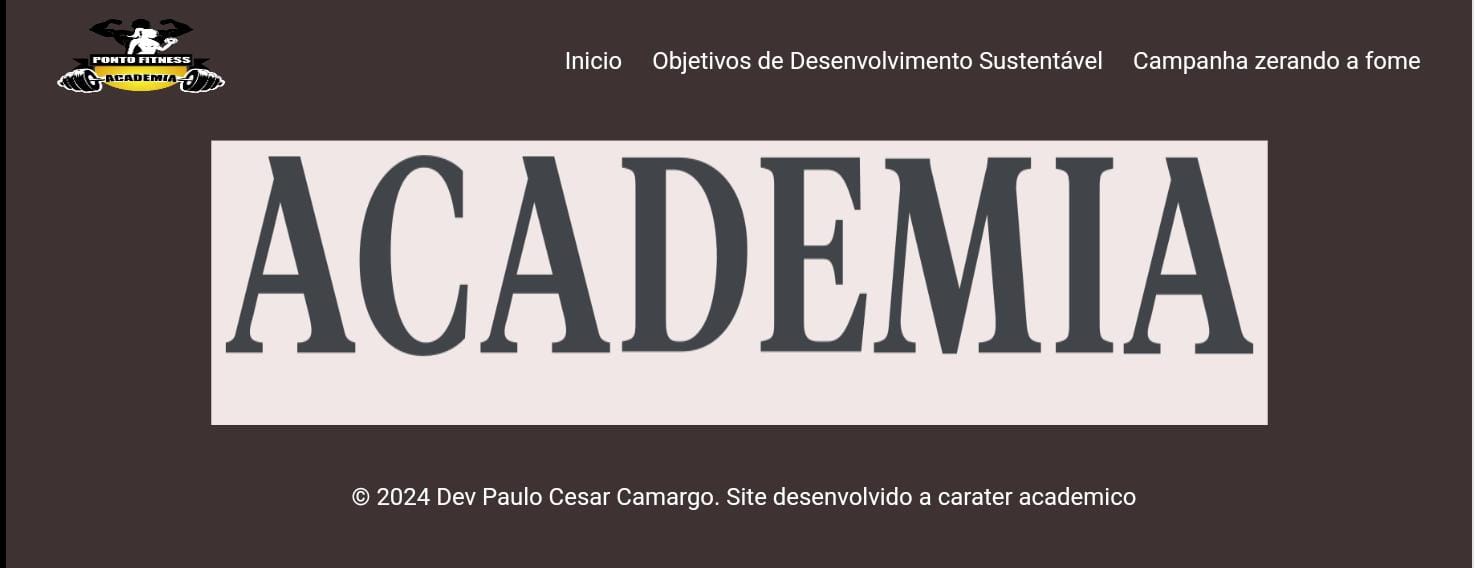 PONTO FITNESS
ACADEMIA
Inicio Objetivos de Desenvolvimento Sustentável Campanha zerando a fome
ACADEMIA
© 2024 Dev Paulo Cesar Camargo. Site desenvolvido a carater academico